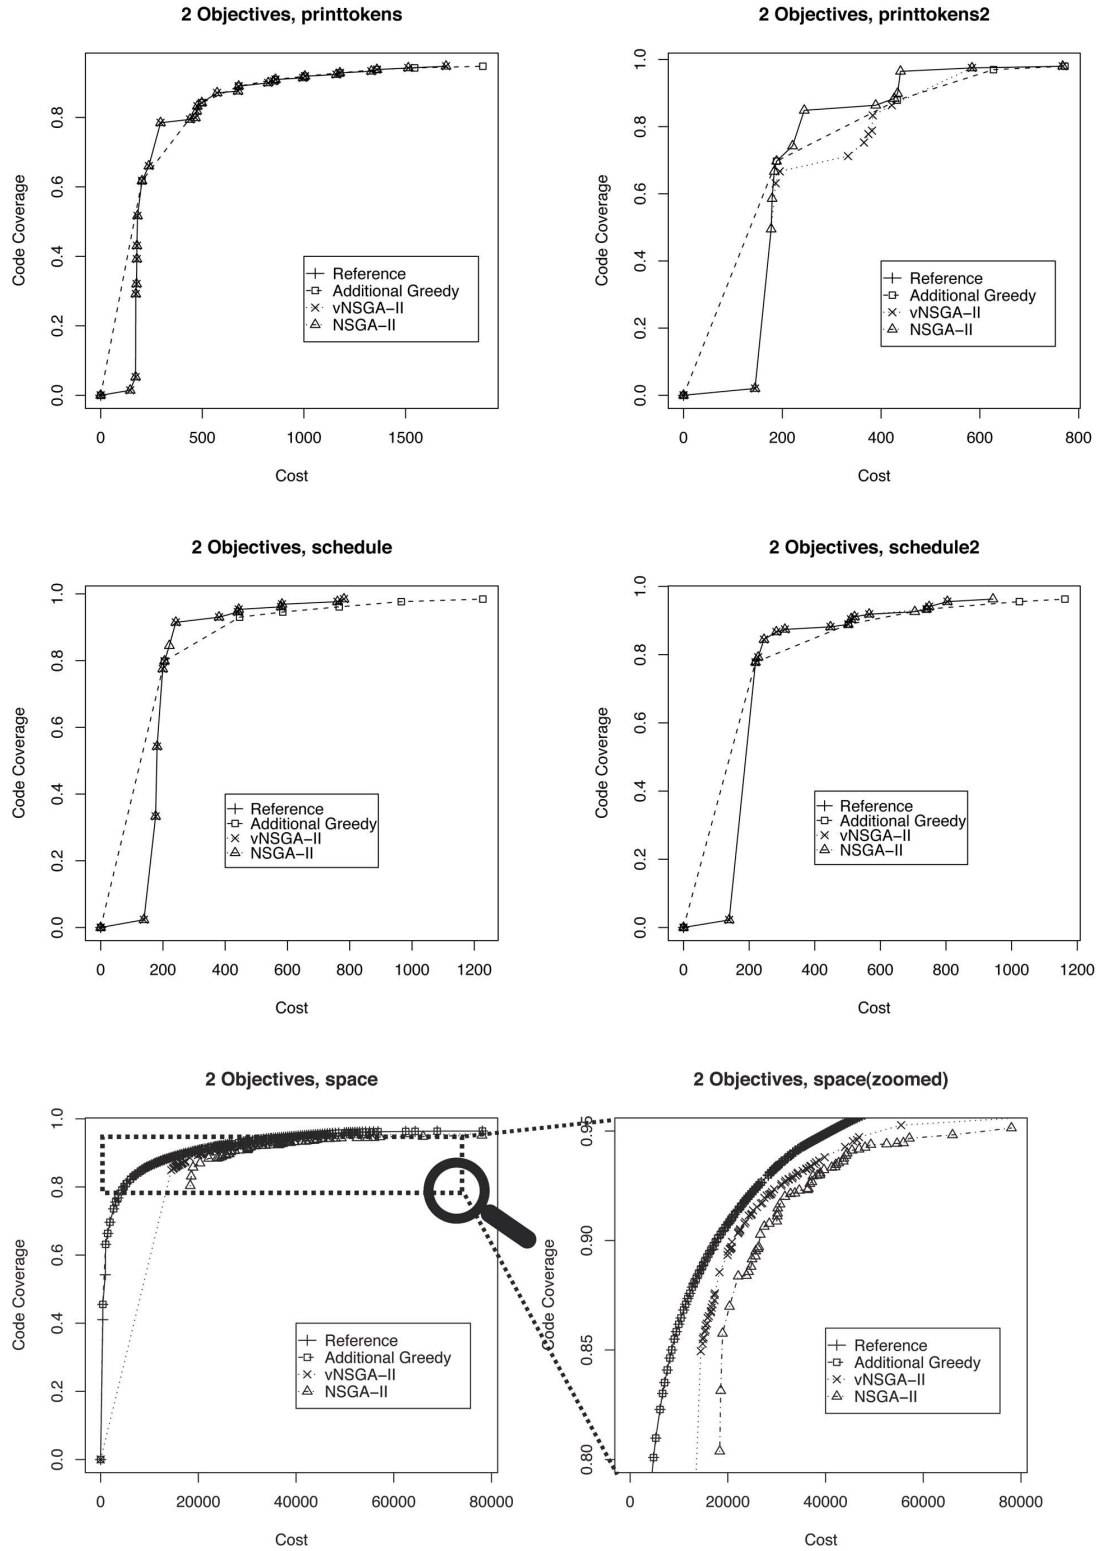 2 Objectives, printtokens
Code Coverage
0.0 0.2 0.4 0.6 0.8
Reference
Additional Greedy
vNSGA−II
NSGA−II
0 500 1000 1500
Cost
2 Objectives, printtokens2
Code Coverage
0.0 0.2 0.4 0.6 0.8 1.0
Reference
Additional Greedy
vNSGA−II
NSGA−II
0 200 400 600 800
Cost
2 Objectives, schedule
Code Coverage
0.0 0.2 0.4 0.6 0.8 1.0
Reference
Additional Greedy
vNSGA−II
NSGA−II
0 200 400 600 800 1000 1200
Cost
2 Objectives, schedule2
Code Coverage
0.0 0.2 0.4 0.6 0.8 1.0
Reference
Additional Greedy
vNSGA−II
NSGA−II
0 200 400 600 800 1000 1200
Cost
2 Objectives, space
Code Coverage
0.0 0.2 0.4 0.6 0.8 1.0
Reference
Additional Greedy
vNSGA−II
NSGA−II
0 20000 40000 60000 80000
Cost
2 Objectives, space(zoomed)
Code Coverage
0.80 0.85 0.90 0.95
Reference
Additional Greedy
vNSGA−II
NSGA−II
0 20000 40000 60000 80000
Cost